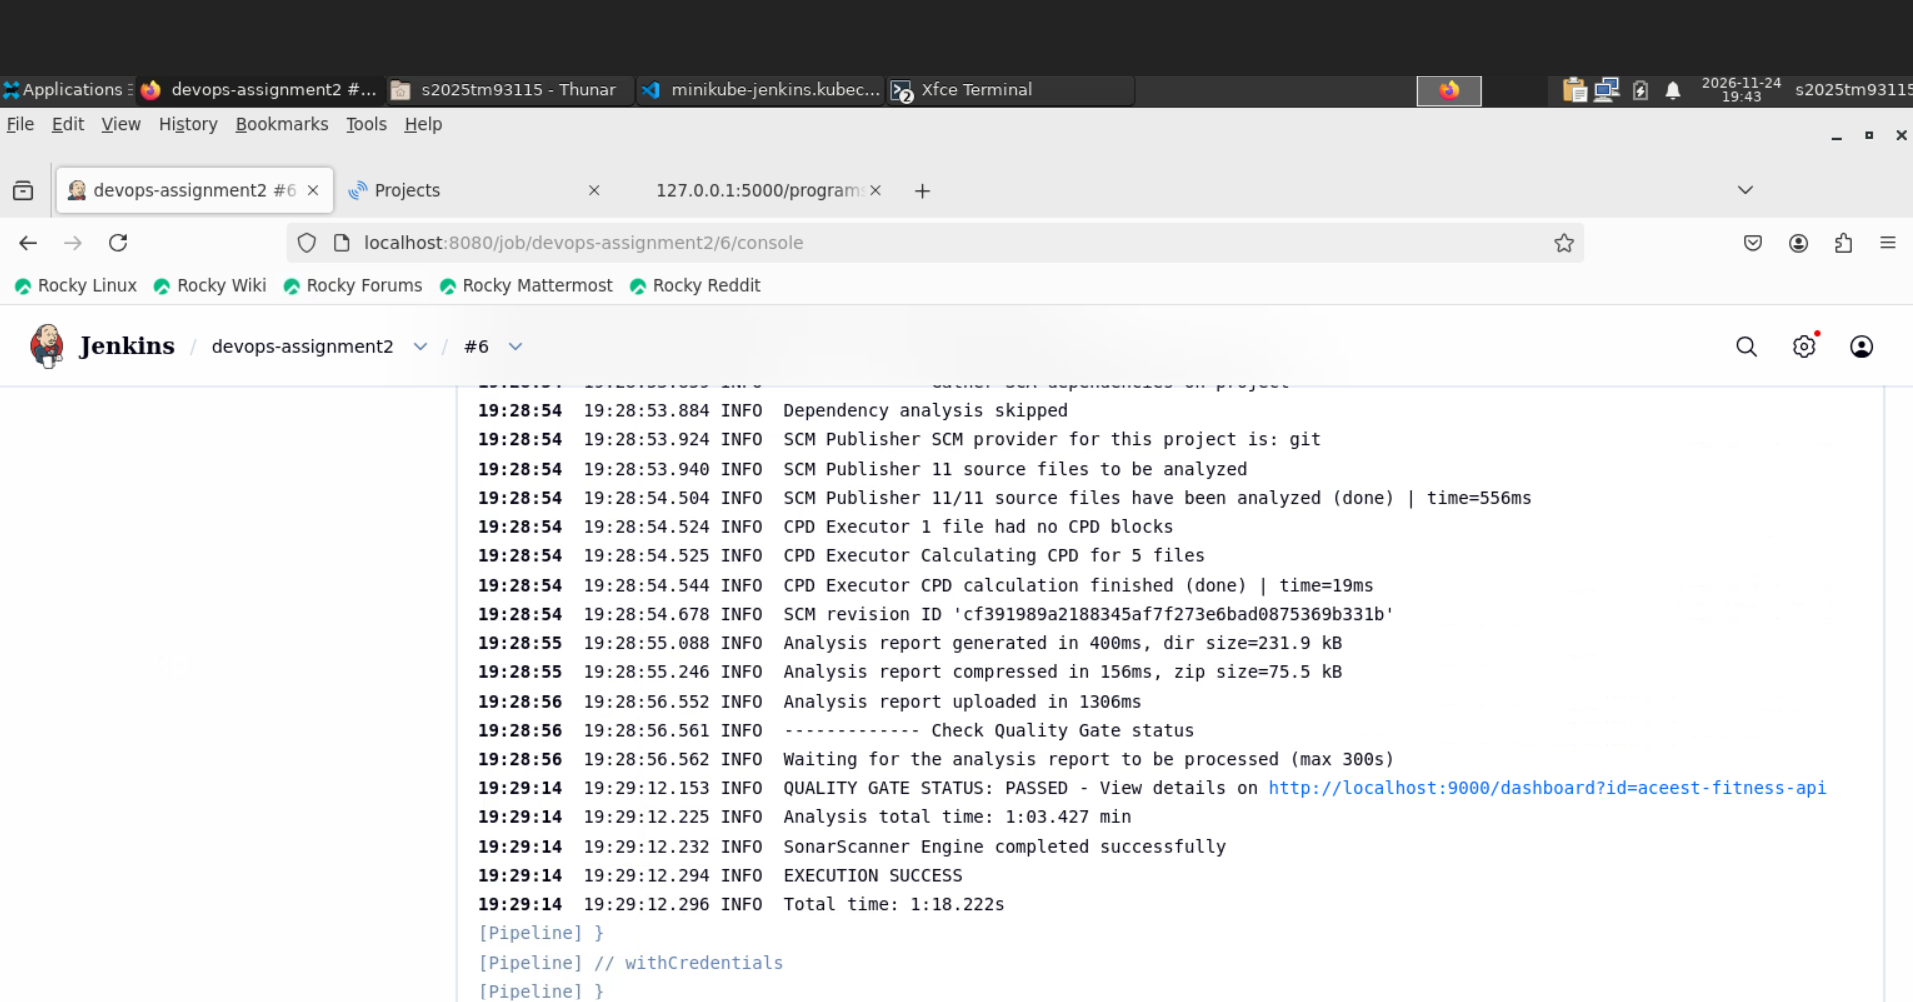 Applications devops-assignment2 #... s2025tm93115 - Thunar minikube-jenkins.kubec... 2 Xfce Terminal 2026-11-24 19:43 s2025tm93115
File Edit View History Bookmarks Tools Help
devops-assignment2 #6 Projects 127.0.0.1:5000/programs
localhost:8080/job/devops-assignment2/6/console
Rocky Linux Rocky Wiki Rocky Forums Rocky Mattermost Rocky Reddit
Jenkins / devops-assignment2 / #6
19:28:54 19:28:53.884 INFO Dependency analysis skipped
19:28:54 19:28:53.924 INFO SCM Publisher SCM provider for this project is: git
19:28:54 19:28:53.940 INFO SCM Publisher 11 source files to be analyzed
19:28:54 19:28:54.504 INFO SCM Publisher 11/11 source files have been analyzed (done) | time=556ms
19:28:54 19:28:54.524 INFO CPD Executor 1 file had no CPD blocks
19:28:54 19:28:54.525 INFO CPD Executor Calculating CPD for 5 files
19:28:54 19:28:54.544 INFO CPD Executor CPD calculation finished (done) | time=19ms
19:28:54 19:28:54.678 INFO SCM revision ID 'cf391989a2188345af7f273e6bad0875369b331b'
19:28:55 19:28:55.088 INFO Analysis report generated in 400ms, dir size=231.9 kB
19:28:55 19:28:55.246 INFO Analysis report compressed in 156ms, zip size=75.5 kB
19:28:56 19:28:56.552 INFO Analysis report uploaded in 1306ms
19:28:56 19:28:56.561 INFO ------------- Check Quality Gate status
19:28:56 19:28:56.562 INFO Waiting for the analysis report to be processed (max 300s)
19:29:14 19:29:12.153 INFO QUALITY GATE STATUS: PASSED - View details on http://localhost:9000/dashboard?id=aceest-fitness-api
19:29:14 19:29:12.225 INFO Analysis total time: 1:03.427 min
19:29:14 19:29:12.232 INFO SonarScanner Engine completed successfully
19:29:14 19:29:12.294 INFO EXECUTION SUCCESS
19:29:14 19:29:12.296 INFO Total time: 1:18.222s
[Pipeline] }
[Pipeline] // withCredentials
[Pipeline] }